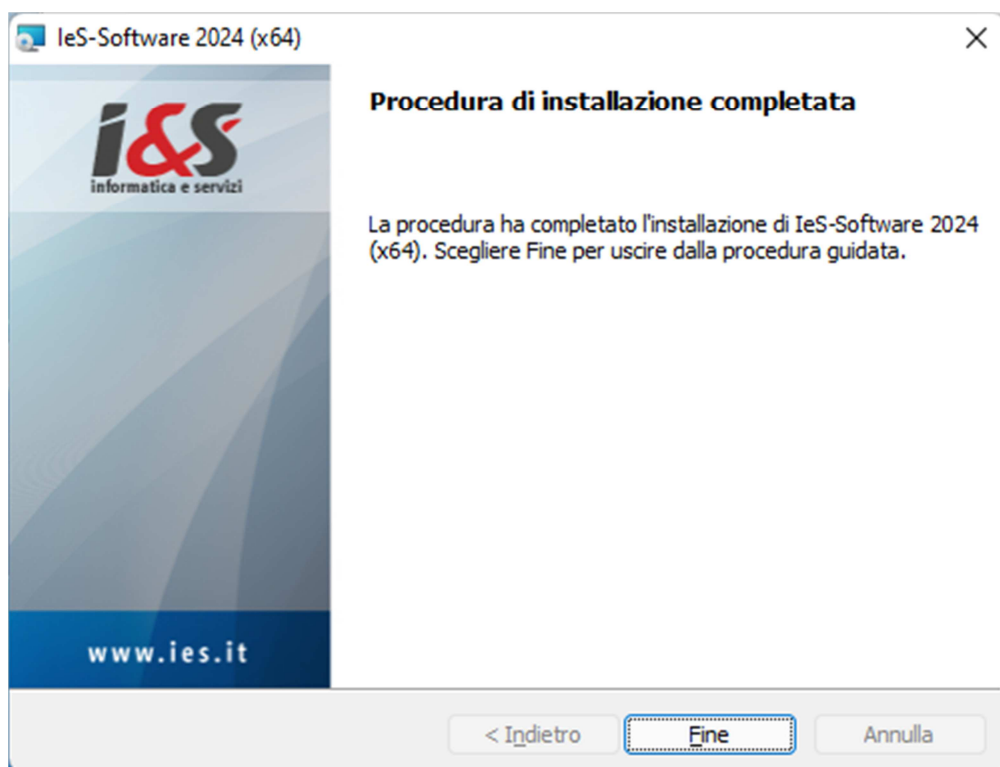 IeS-Software 2024 (x64)
i&S
informatica e servizi
Procedura di installazione completata
La procedura ha completato l'installazione di IeS-Software 2024
(x64). Scegliere Fine per uscire dalla procedura guidata.
www.ies.it
< Indietro
Fine
Annulla